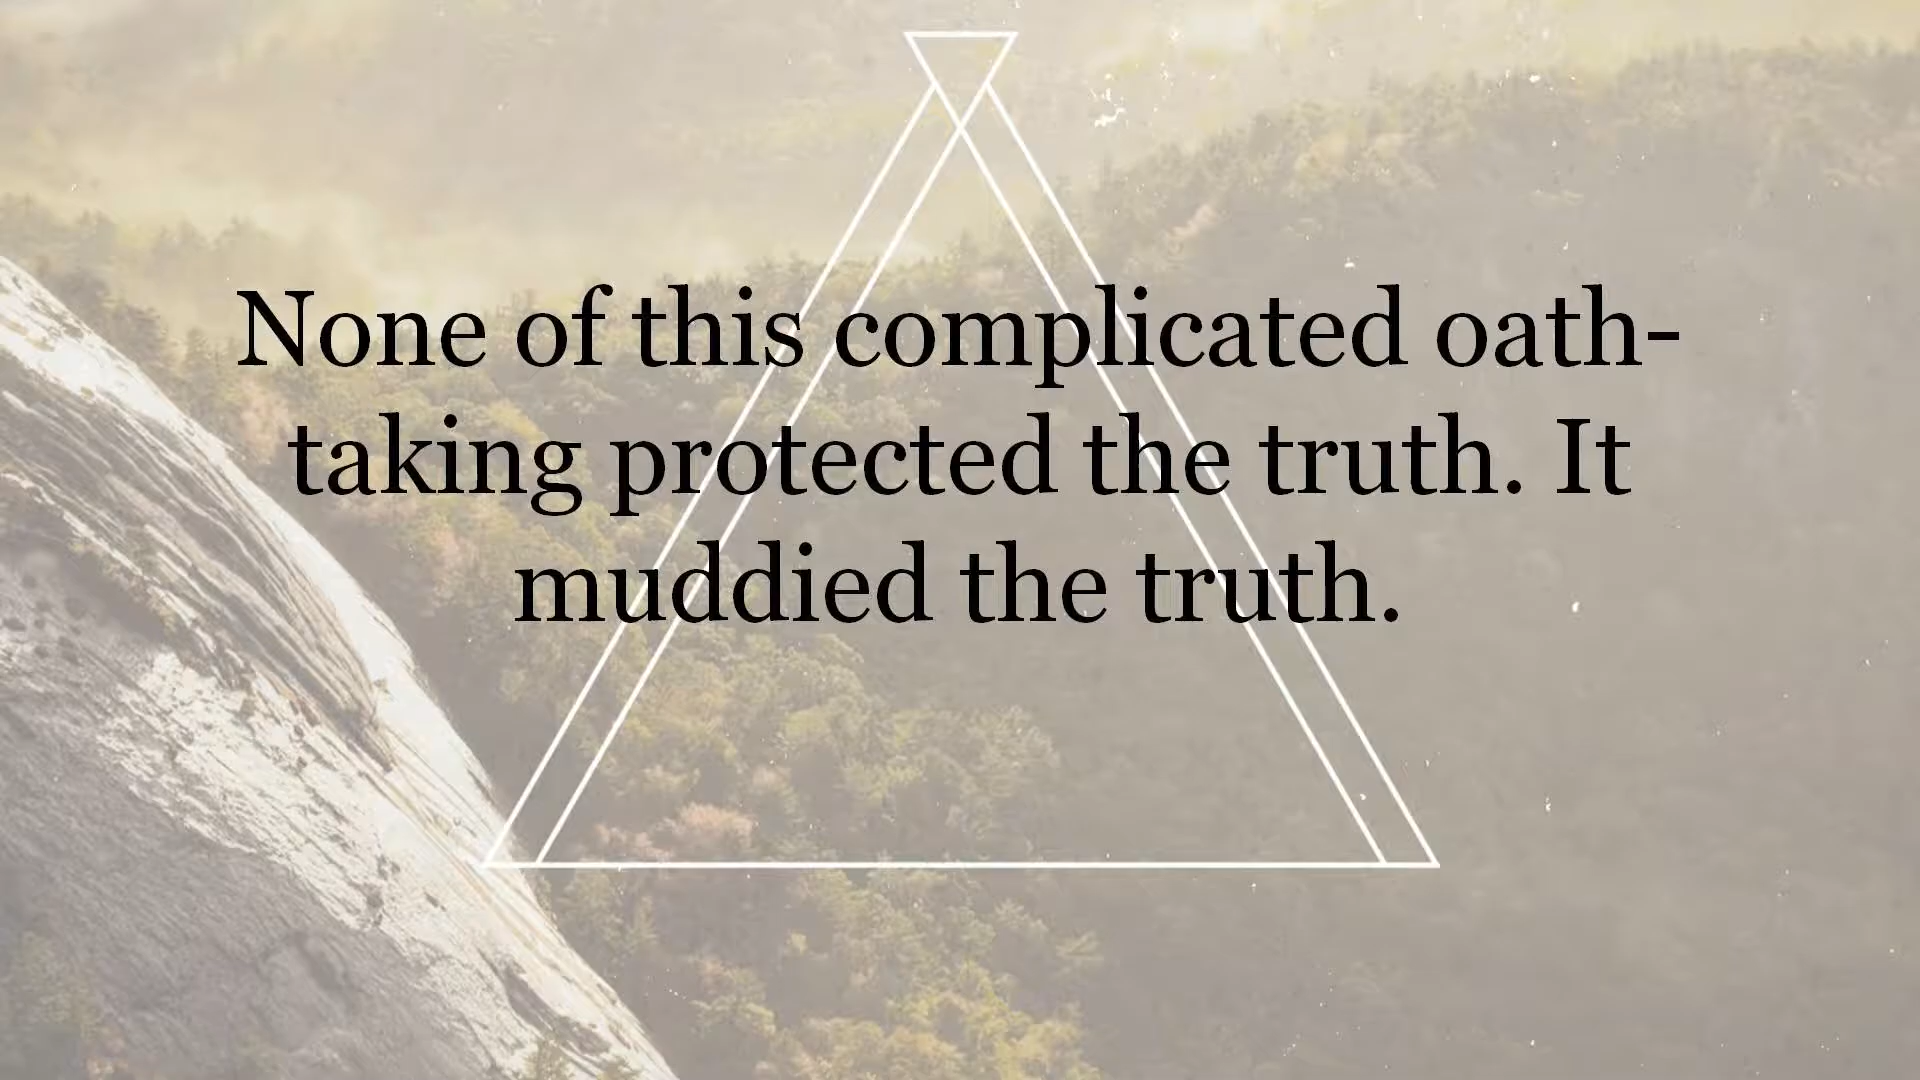 None of this complicated oath-
taking protected the truth. It
muddied the truth.